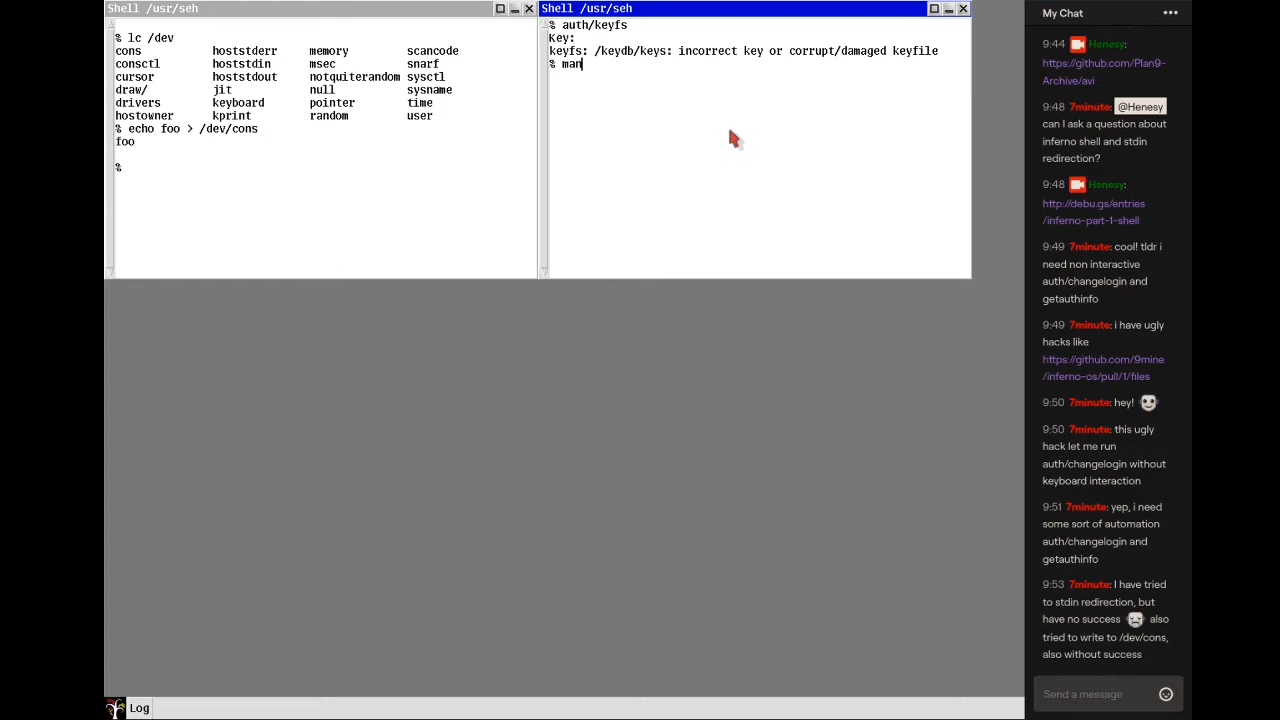 Shell /usr/seh
% lc /dev
cons hoststderr memory scancode
consctl hoststdin msec snarf
cursor hoststdout notquiterandom sysctl
draw/ jit null sysname
drivers keyboard pointer time
hostowner kprint random user
% echo foo > /dev/cons
foo
%
Shell /usr/seh
% auth/keyfs
Key:
keyfs: /keydb/keys: incorrect key or corrupt/damaged keyfile
% man
Log
My Chat
9:44 Henesy:
https://github.com/Plan9-
Archive/avi
9:48 7minute: @Henesy
can I ask a question about
inferno shell and stdin
redirection?
9:48 Henesy:
http://debu.gs/entries
/inferno-part-1-shell
9:49 7minute: cool! tldr i
need non interactive
auth/changelogin and
getauthinfo
9:49 7minute: i have ugly
hacks like
https://github.com/9mine
/inferno-os/pull/1/files
9:50 7minute: hey!
9:50 7minute: this ugly
hack let me run
auth/changelogin without
keyboard interaction
9:51 7minute: yep, i need
some sort of automation
auth/changelogin and
getauthinfo
9:53 7minute: I have tried
to stdin redirection, but
have no success also
tried to write to /dev/cons,
also without success
Send a message